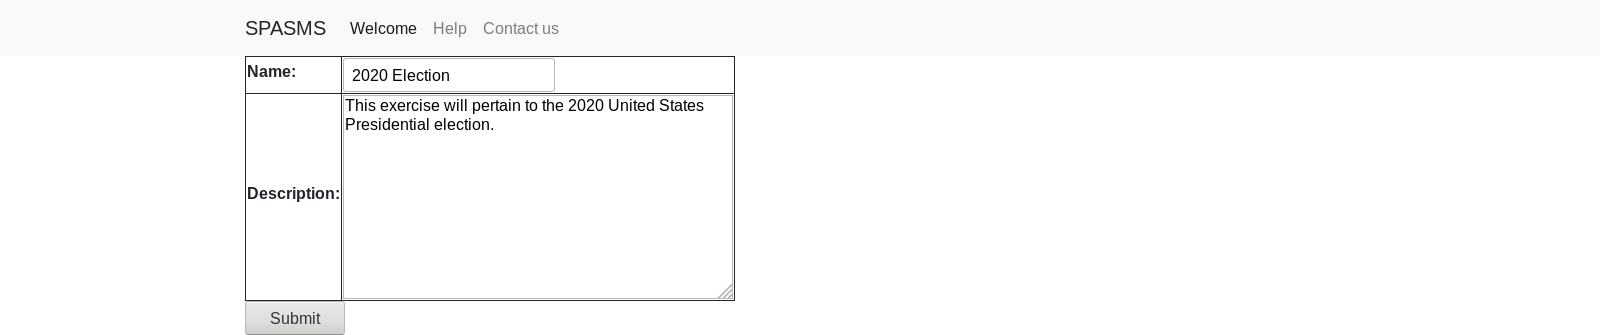 SPASMS Welcome Help Contact us
Name: 2020 Election
This exercise will pertain to the 2020 United States
Presidential election.
Description:
Submit